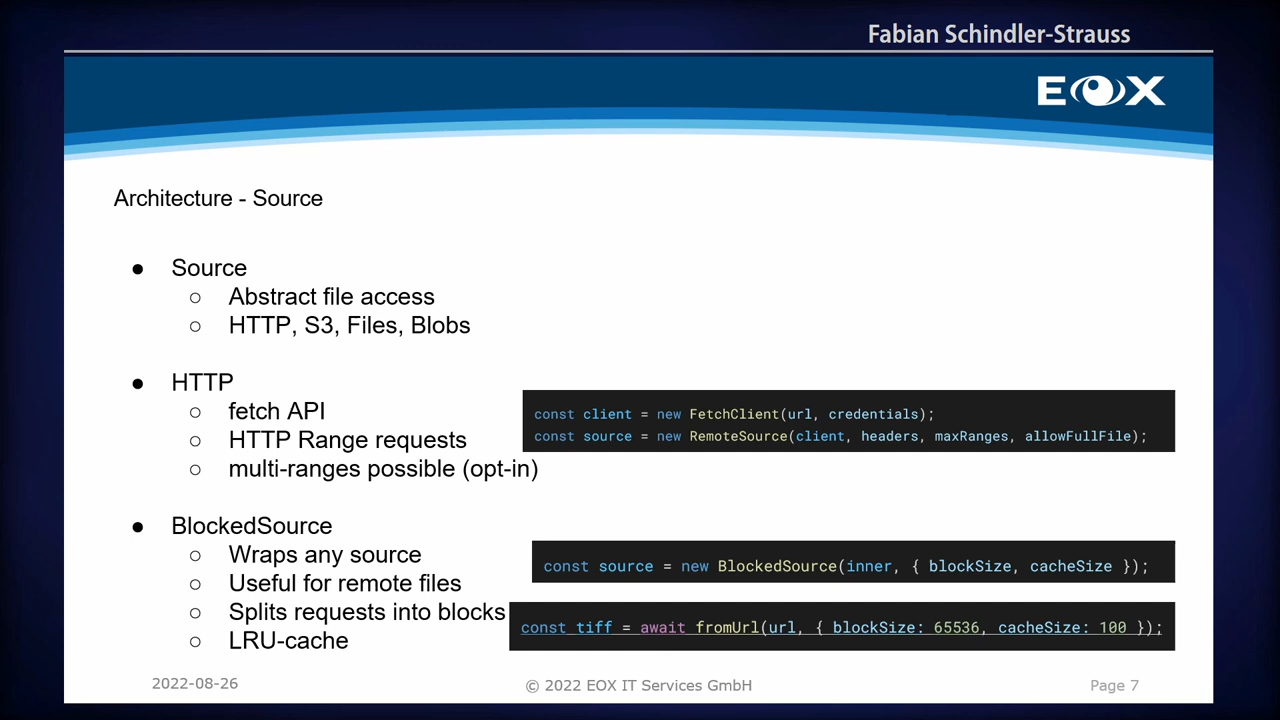 Fabian Schindler-Strauss
EOX
Architecture - Source
● Source
○ Abstract file access
○ HTTP, S3, Files, Blobs
● HTTP
○ fetch API
○ HTTP Range requests
○ multi-ranges possible (opt-in)
const client = new FetchClient(url, credentials);
const source = new RemoteSource(client, headers, maxRanges, allowFullFile);
● BlockedSource
○ Wraps any source
○ Useful for remote files
○ Splits requests into blocks
○ LRU-cache
const source = new BlockedSource(inner, { blockSize, cacheSize });
const tiff = await fromUrl(url, { blockSize: 65536, cacheSize: 100 });
2022-08-26
© 2022 EOX IT Services GmbH
Page 7